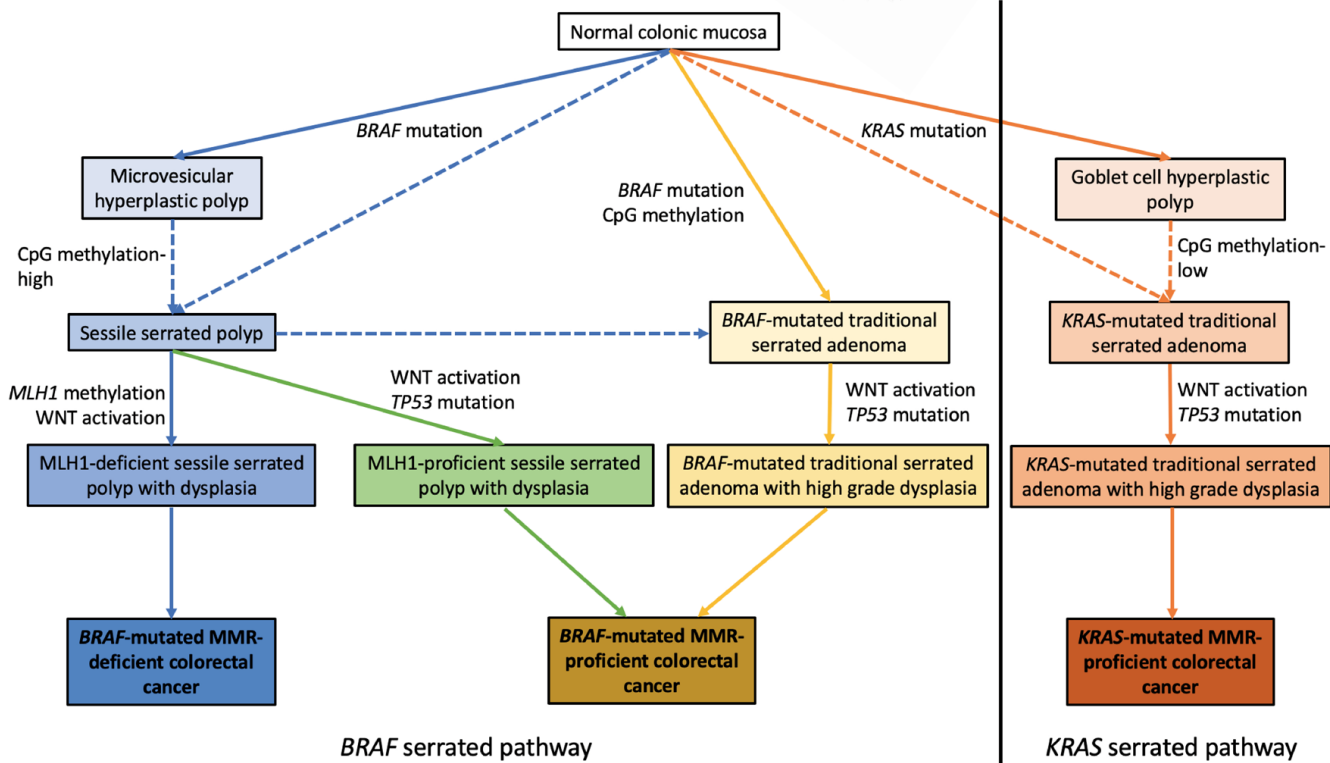 Normal colonic mucosa
BRAF mutation
KRAS mutation
Microvesicular
hyperplastic polyp
BRAF mutation
CpG methylation
Goblet cell hyperplastic
polyp
CpG methylation-
high
CpG methylation-
low
Sessile serrated polyp
BRAF-mutated traditional
serrated adenoma
KRAS-mutated traditional
serrated adenoma
MLH1 methylation
WNT activation
WNT activation
TP53 mutation
WNT activation
TP53 mutation
WNT activation
TP53 mutation
MLH1-deficient sessile serrated
polyp with dysplasia
MLH1-proficient sessile serrated
polyp with dysplasia
BRAF-mutated traditional serrated
adenoma with high grade dysplasia
KRAS-mutated traditional serrated
adenoma with high grade dysplasia
BRAF-mutated MMR-
deficient colorectal
cancer
BRAF-mutated MMR-
proficient colorectal
cancer
KRAS-mutated MMR-
proficient colorectal
cancer
BRAF serrated pathway
KRAS serrated pathway